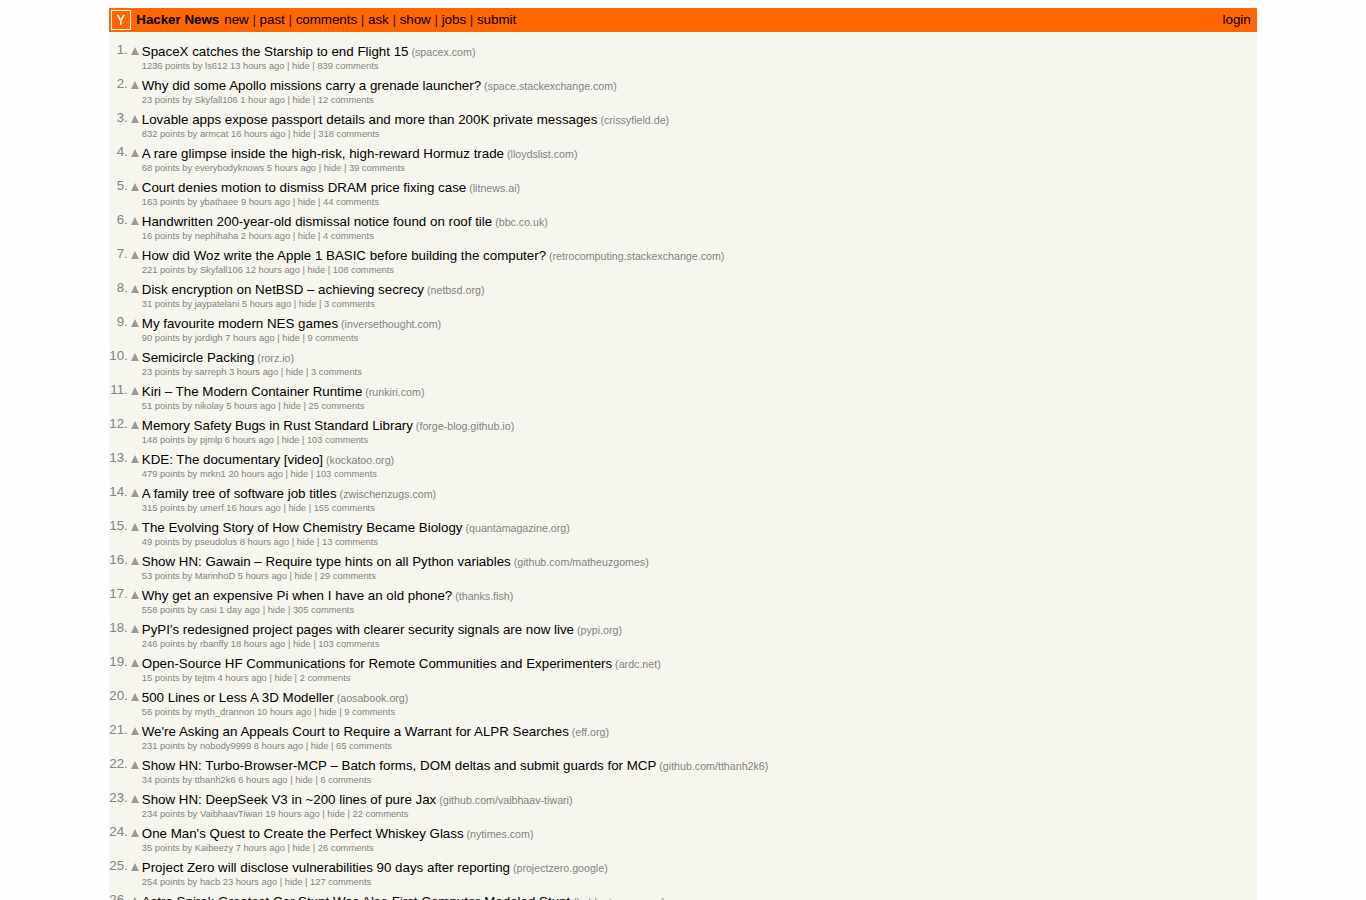 Y Hacker News new | past | comments | ask | show | jobs | submit login
1. SpaceX catches the Starship to end Flight 15 (spacex.com)
1236 points by ls612 13 hours ago | hide | 839 comments
2. Why did some Apollo missions carry a grenade launcher? (space.stackexchange.com)
23 points by Skyfall106 1 hour ago | hide | 12 comments
3. Lovable apps expose passport details and more than 200K private messages (crissyfield.de)
832 points by armcat 16 hours ago | hide | 318 comments
4. A rare glimpse inside the high-risk, high-reward Hormuz trade (lloydslist.com)
68 points by everybodyknows 5 hours ago | hide | 39 comments
5. Court denies motion to dismiss DRAM price fixing case (litnews.ai)
163 points by ybathaee 9 hours ago | hide | 44 comments
6. Handwritten 200-year-old dismissal notice found on roof tile (bbc.co.uk)
16 points by nephihaha 2 hours ago | hide | 4 comments
7. How did Woz write the Apple 1 BASIC before building the computer? (retrocomputing.stackexchange.com)
221 points by Skyfall106 12 hours ago | hide | 108 comments
8. Disk encryption on NetBSD – achieving secrecy (netbsd.org)
31 points by jaypatelani 5 hours ago | hide | 3 comments
9. My favourite modern NES games (inversethought.com)
90 points by jordigh 7 hours ago | hide | 9 comments
10. Semicircle Packing (rorz.io)
23 points by sarreph 3 hours ago | hide | 3 comments
11. Kiri – The Modern Container Runtime (runkiri.com)
51 points by nikolay 5 hours ago | hide | 25 comments
12. Memory Safety Bugs in Rust Standard Library (forge-blog.github.io)
148 points by pjmlp 6 hours ago | hide | 103 comments
13. KDE: The documentary [video] (kockatoo.org)
479 points by mrkn1 20 hours ago | hide | 103 comments
14. A family tree of software job titles (zwischenzugs.com)
315 points by umerf 16 hours ago | hide | 155 comments
15. The Evolving Story of How Chemistry Became Biology (quantamagazine.org)
49 points by pseudolus 8 hours ago | hide | 13 comments
16. Show HN: Gawain – Require type hints on all Python variables (github.com/matheuzgomes)
53 points by MarinhoD 5 hours ago | hide | 29 comments
17. Why get an expensive Pi when I have an old phone? (thanks.fish)
558 points by casi 1 day ago | hide | 305 comments
18. PyPI's redesigned project pages with clearer security signals are now live (pypi.org)
246 points by rbanffy 18 hours ago | hide | 103 comments
19. Open-Source HF Communications for Remote Communities and Experimenters (ardc.net)
15 points by tejtm 4 hours ago | hide | 2 comments
20. 500 Lines or Less A 3D Modeller (aosabook.org)
56 points by myth_drannon 10 hours ago | hide | 9 comments
21. We're Asking an Appeals Court to Require a Warrant for ALPR Searches (eff.org)
231 points by nobody9999 8 hours ago | hide | 65 comments
22. Show HN: Turbo-Browser-MCP – Batch forms, DOM deltas and submit guards for MCP (github.com/tthanh2k6)
34 points by tthanh2k6 6 hours ago | hide | 6 comments
23. Show HN: DeepSeek V3 in ~200 lines of pure Jax (github.com/vaibhaav-tiwari)
234 points by VaibhaavTiwari 19 hours ago | hide | 22 comments
24. One Man's Quest to Create the Perfect Whiskey Glass (nytimes.com)
35 points by Kaibeezy 7 hours ago | hide | 26 comments
25. Project Zero will disclose vulnerabilities 90 days after reporting (projectzero.google)
254 points by hacb 23 hours ago | hide | 127 comments